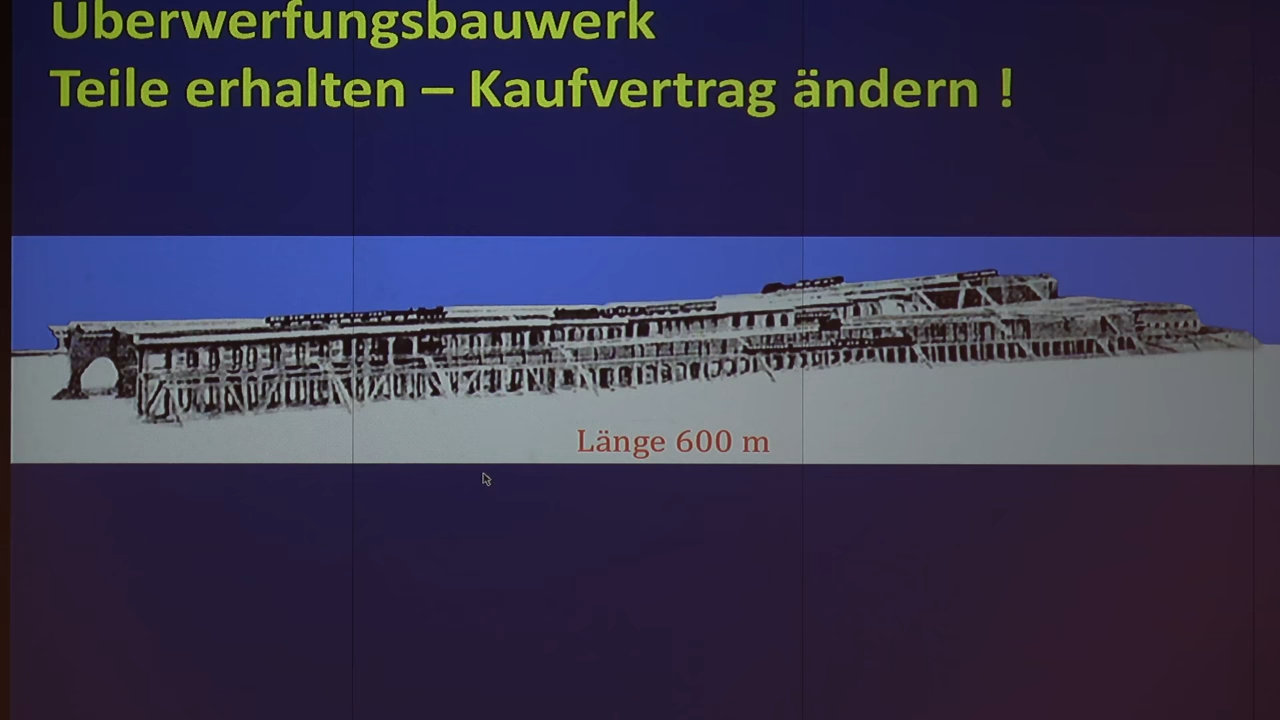 Überwerfungsbauwerk
Teile erhalten – Kaufvertrag ändern !
Länge 600 m